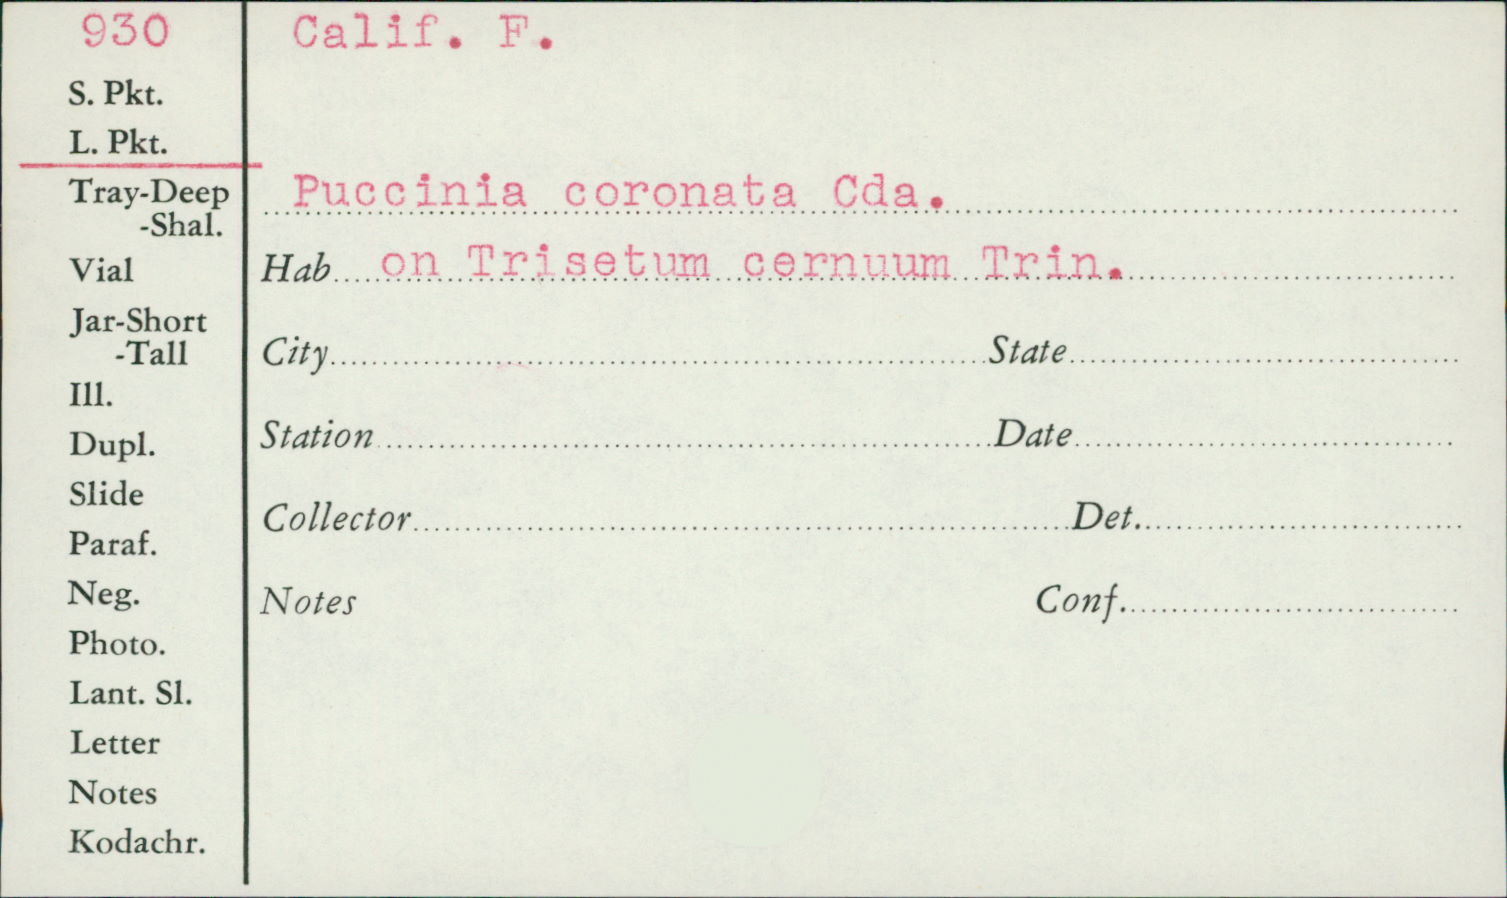 930
Calif. F.
S. Pkt.
L. Pkt.
Tray-Deep
-Shal.
Puccinia coronata Cda.
Vial
Hab on Trisetum cernuum Trin.
Jar-Short
-Tall
City State
Ill.
Dupl.
Station Date
Slide
Collector Det.
Paraf.
Neg.
Notes Conf.
Photo.
Lant. Sl.
Letter
Notes
Kodachr.